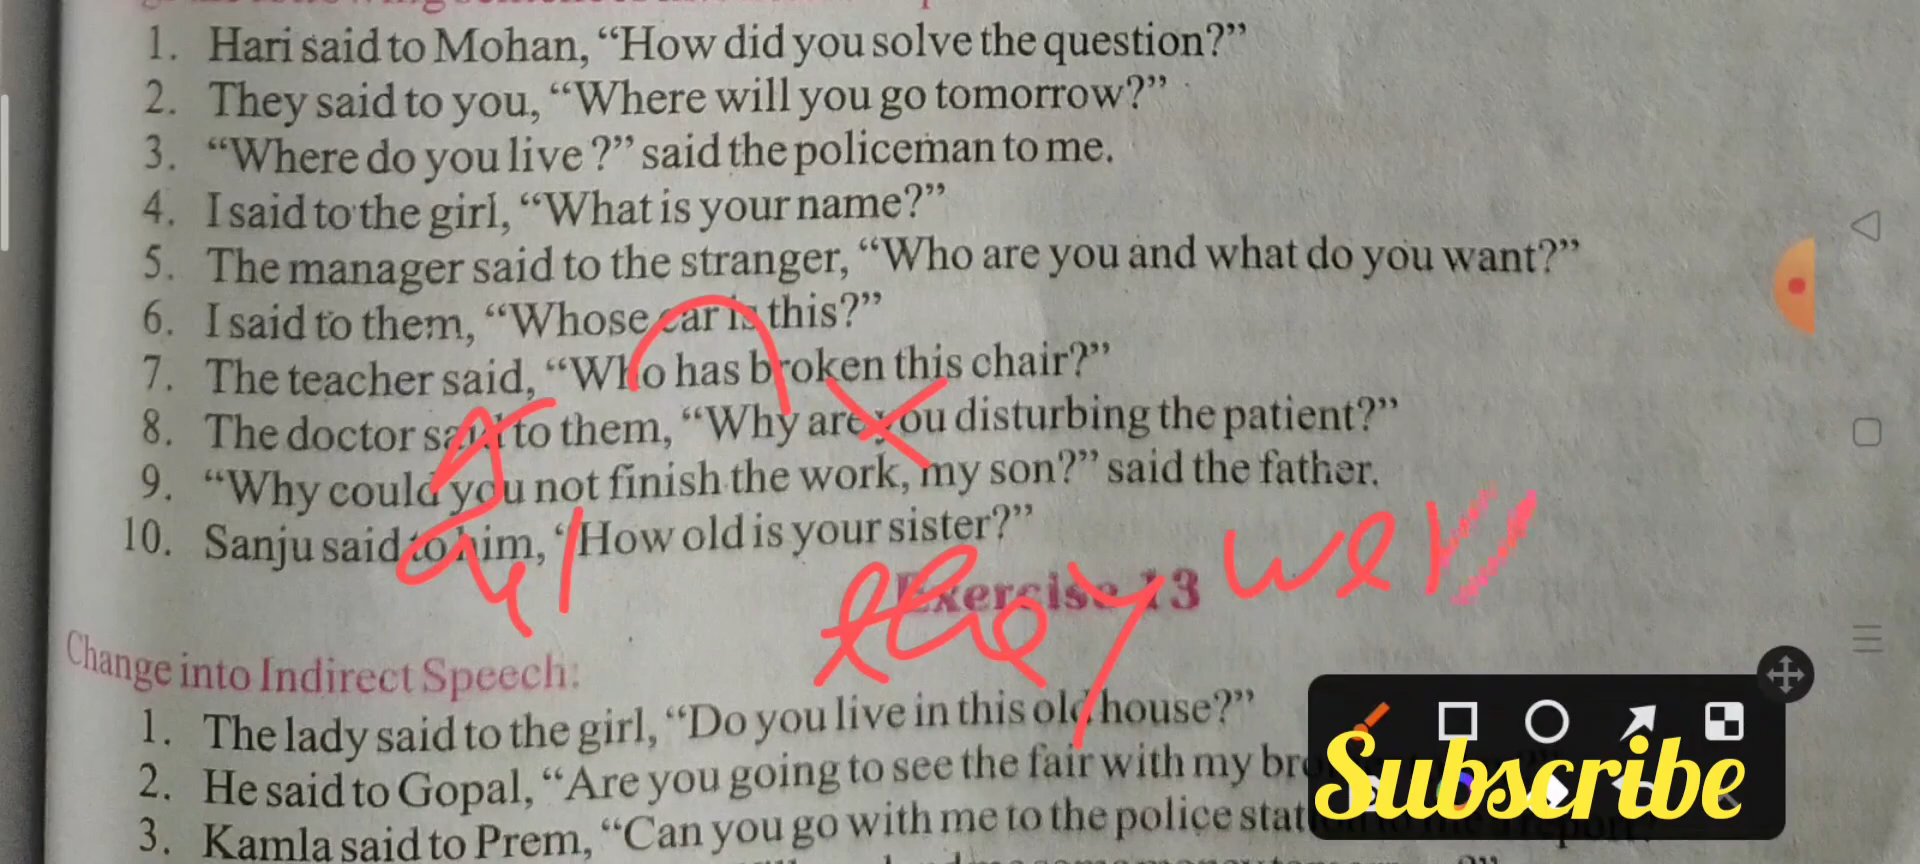 1. Hari said to Mohan, “How did you solve the question?”
2. They said to you, “Where will you go tomorrow?”
3. “Where do you live ?” said the policeman to me.
4. I said to the girl, “What is your name?”
5. The manager said to the stranger, “Who are you and what do you want?”
6. I said to them, “Whose car is this?”
7. The teacher said, “Who has broken this chair?”
8. The doctor said to them, “Why are you disturbing the patient?”
9. “Why could you not finish the work, my son?” said the father.
10. Sanju said to him, “How old is your sister?”
they wer
Exercise 13
Change into Indirect Speech:
1. The lady said to the girl, “Do you live in this old house?”
2. He said to Gopal, “Are you going to see the fair with my
3. Kamla said to Prem, “Can you go with me to the police
Subscribe